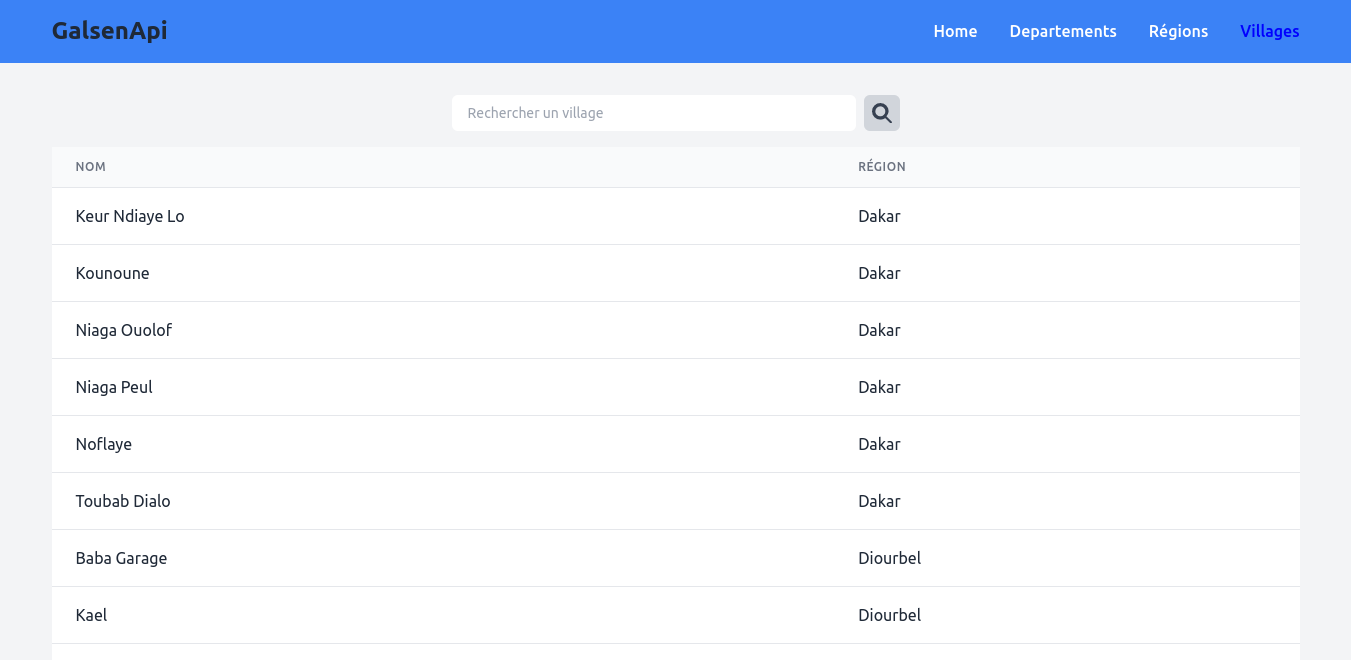 GalsenApi Home Departements Régions Villages
Rechercher un village
NOM RÉGION
Keur Ndiaye Lo Dakar
Kounoune Dakar
Niaga Ouolof Dakar
Niaga Peul Dakar
Noflaye Dakar
Toubab Dialo Dakar
Baba Garage Diourbel
Kael Diourbel